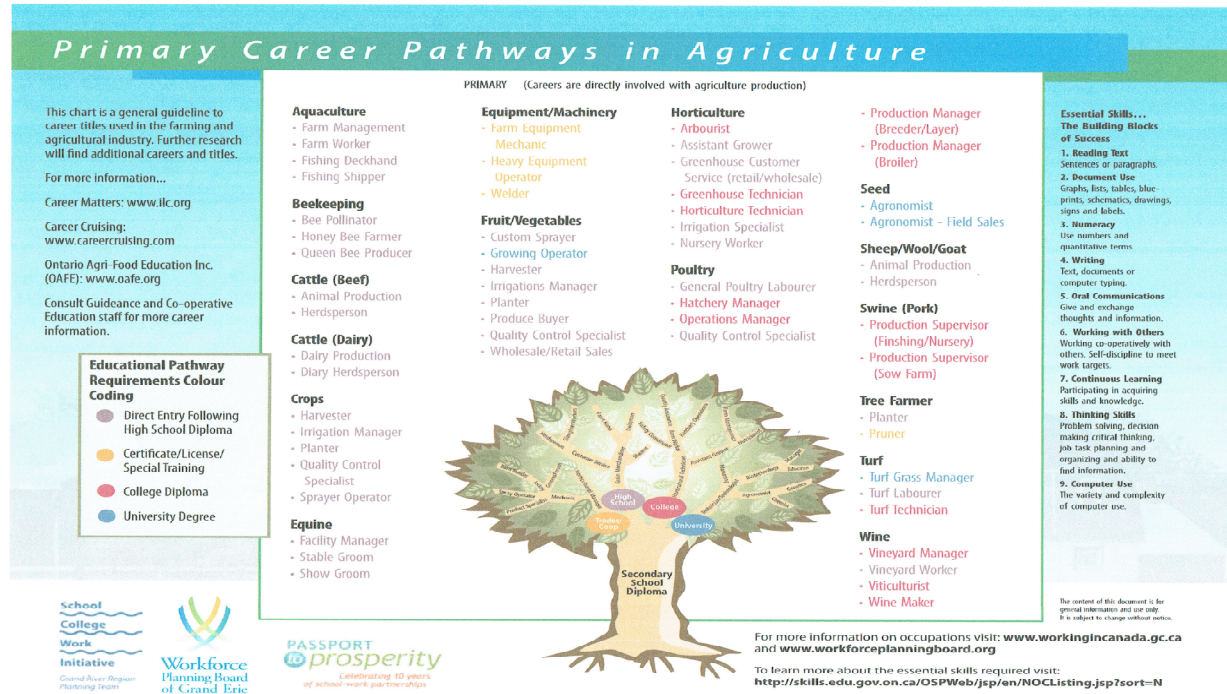 Primary Career Pathways in Agriculture
PRIMARY (Careers are directly involved with agriculture production)
This chart is a general guideline to
career titles used in the farming and
agricultural industry. Further research
will find additional careers and titles.
For more information...
Career Matters: www.ilc.org
Career Cruising:
www.careercruising.com
Ontario Agri-Food Education Inc.
(OAFE): www.oafe.org
Consult Guideance and Co-operative
Education staff for more career
information.
Educational Pathway
Requirements Colour
Coding
Direct Entry Following
High School Diploma
Certificate/License/
Special Training
College Diploma
University Degree
Aquaculture
- Farm Management
- Farm Worker
- Fishing Deckhand
- Fishing Shipper
Beekeeping
- Bee Pollinator
- Honey Bee Farmer
- Queen Bee Producer
Cattle (Beef)
- Animal Production
- Herdsperson
Cattle (Dairy)
- Dairy Production
- Diary Herdsperson
Crops
- Harvester
- Irrigation Manager
- Planter
- Quality Control
Specialist
- Sprayer Operator
Equine
- Facility Manager
- Stable Groom
- Show Groom
Equipment/Machinery
- Farm Equipment
Mechanic
- Heavy Equipment
Operator
- Welder
Fruit/Vegetables
- Custom Sprayer
- Growing Operator
- Harvester
- Irrigations Manager
- Planter
- Produce Buyer
- Quality Control Specialist
- Wholesale/Retail Sales
Horticulture
- Arbourist
- Assistant Grower
- Greenhouse Customer
Service (retail/wholesale)
- Greenhouse Technician
- Horticulture Technician
- Irrigation Specialist
- Nursery Worker
Poultry
- General Poultry Labourer
- Hatchery Manager
- Operations Manager
- Quality Control Specialist
- Production Manager
(Breeder/Layer)
- Production Manager
(Broiler)
Seed
- Agronomist
- Agronomist - Field Sales
Sheep/Wool/Goat
- Animal Production
- Herdsperson
Swine (Pork)
- Production Supervisor
(Finshing/Nursery)
- Production Supervisor
(Sow Farm)
Tree Farmer
- Planter
- Pruner
Turf
- Turf Grass Manager
- Turf Labourer
- Turf Technician
Wine
- Vineyard Manager
- Vineyard Worker
- Viticulturist
- Wine Maker
High
School
College
Trades/
Coop
University
Secondary
School
Diploma
Essential Skills...
The Building Blocks
of Success
1. Reading Text
Sentences or paragraphs.
2. Document Use
Graphs, lists, tables, blue-
prints, schematics, drawings,
signs and labels.
3. Numeracy
Use numbers and
quantitative terms
4. Writing
Text, documents or
computer typing.
5. Oral Communications
Give and exchange
thoughts and information.
6. Working with Others
Working co-operatively with
others. Self-discipline to meet
work targets.
7. Continuous Learning
Participating in acquiring
skills and knowledge.
8. Thinking Skills
Problem solving, decision
making critical thinking,
job task planning and
organizing and ability to
find information.
9. Computer Use
The variety and complexity
of computer use.
The content of this document is for
general information and use only.
It is subject to change without notice.
School
College
Work
Initiative
Grand River Region
Planning Team
Workforce
Planning Board
of Grand Erie
PASSPORT
to prosperity
Celebrating 10 years
of school-work partnerships
For more information on occupations visit: www.workingincanada.gc.ca
and www.workforceplanningboard.org
To learn more about the essential skills required visit:
http://skills.edu.gov.on.ca/OSPWeb/jsp/en/NOCListing.jsp?sort=N